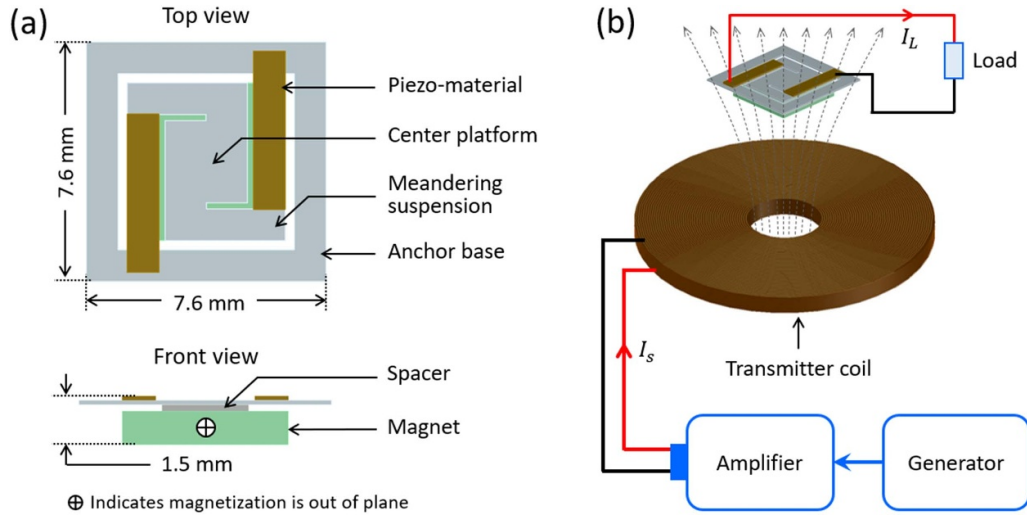 (a)
Top view
Piezo-material
Center platform
Meandering
suspension
Anchor base
7.6 mm
7.6 mm
Front view
Spacer
Magnet
1.5 mm
⊕ Indicates magnetization is out of plane
(b)
I_L
Load
I_s
Transmitter coil
Amplifier
Generator